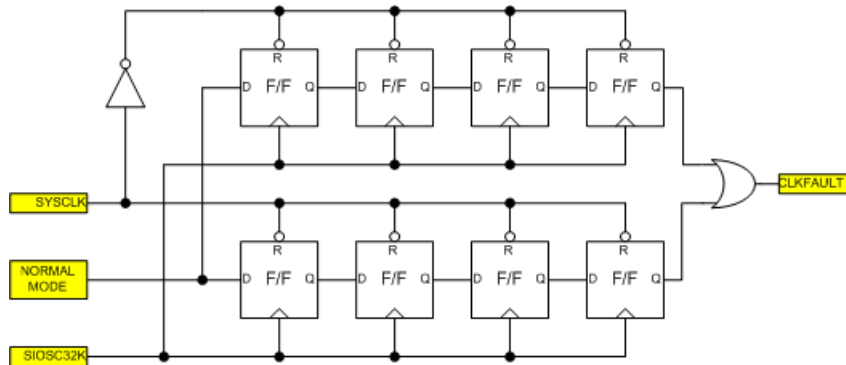 R R R R
D F/F Q D F/F Q D F/F Q D F/F Q
CLKFAULT
SYSCLK
R R R R
NORMAL
MODE
D F/F Q D F/F Q D F/F Q D F/F Q
SIOSC32K